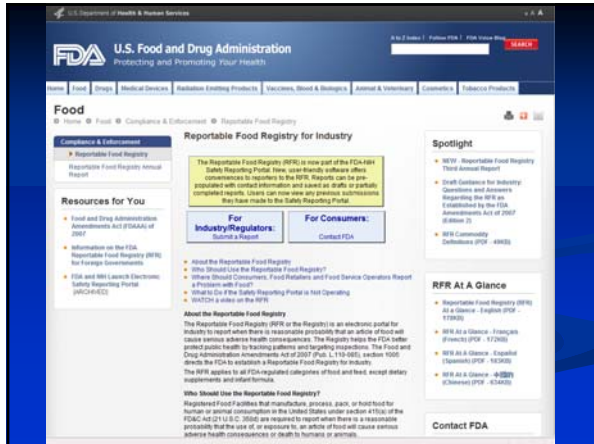 U.S. Department of Health & Human Services
A A A
FDA U.S. Food and Drug Administration
Protecting and Promoting Your Health
A to Z Index | Follow FDA | FDA Voice Blog
SEARCH
Home Food Drugs Medical Devices Radiation Emitting Products Vaccines, Blood & Biologics Animal & Veterinary Cosmetics Tobacco Products
Food
Home Food Compliance & Enforcement Reportable Food Registry
Compliance & Enforcement
Reportable Food Registry
Reportable Food Registry Annual
Report
Resources for You
Food and Drug Administration
Amendments Act (FDAAA) of
2007
Information on the FDA
Reportable Food Registry (RFR)
for Foreign Governments
FDA and NIH Launch Electronic
Safety Reporting Portal
(ARCHIVED)
Reportable Food Registry for Industry
The Reportable Food Registry (RFR) is now part of the FDA-NIH
Safety Reporting Portal. New, user-friendly software offers
conveniences to reporters to the RFR. Reports can be pre-
populated with contact information and saved as drafts or partially
completed reports. Users can now view any previous submissions
they have made to the Safety Reporting Portal.
For
Industry/Regulators:
Submit a Report
For Consumers:
Contact FDA
About the Reportable Food Registry
Who Should Use the Reportable Food Registry?
Where Should Consumers, Food Retailers and Food Service Operators Report
a Problem with Food?
What to Do if the Safety Reporting Portal is Not Operating
WATCH a video on the RFR
About the Reportable Food Registry
The Reportable Food Registry (RFR or the Registry) is an electronic portal for
Industry to report when there is reasonable probability that an article of food will
cause serious adverse health consequences. The Registry helps the FDA better
protect public health by tracking patterns and targeting inspections. The Food and
Drug Administration Amendments Act of 2007 (Pub. L. 110-085), section 1005
directs the FDA to establish a Reportable Food Registry for Industry.
The RFR applies to all FDA-regulated categories of food and feed, except dietary
supplements and infant formula.
Who Should Use the Reportable Food Registry?
Registered Food Facilities that manufacture, process, pack, or hold food for
human or animal consumption in the United States under section 415(a) of the
FD&C Act (21 U.S.C. 350d) are required to report when there is a reasonable
probability that the use of, or exposure to, an article of food will cause serious
adverse health consequences or death to humans or animals.
Spotlight
NEW - Reportable Food Registry
Third Annual Report
Draft Guidance for Industry:
Questions and Answers
Regarding the RFR as
Established by the FDA
Amendments Act of 2007
(Edition 2)
RFR Commodity
Definitions (PDF - 49KB)
RFR At A Glance
Reportable Food Registry (RFR)
At a Glance - English (PDF -
178KB)
RFR At a Glance - Français
(French) (PDF - 172KB)
RFR At A Glance - Español
(Spanish) (PDF - 183KB)
RFR At A Glance -
(Chinese) (PDF - 634KB)
Contact FDA